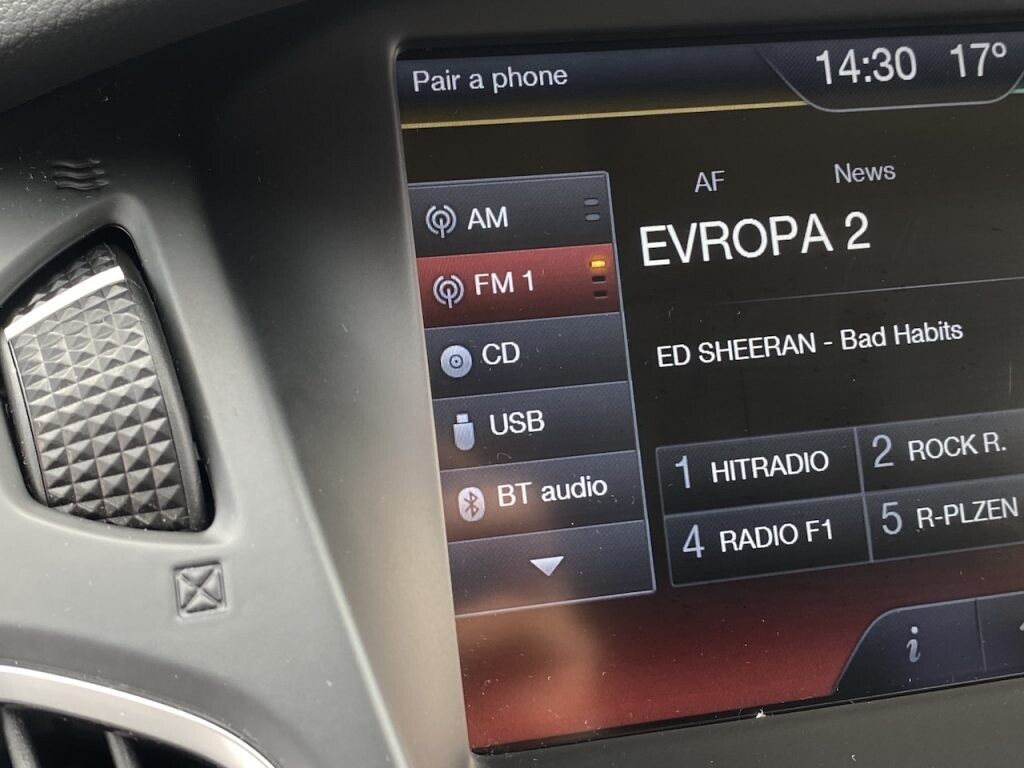 Pair a phone
14:30 17°
AF News
EVROPA 2
ED SHEERAN - Bad Habits
AM
FM 1
CD
USB
BT audio
1 HITRADIO
2 ROCK R.
4 RADIO F1
5 R-PLZEN
i